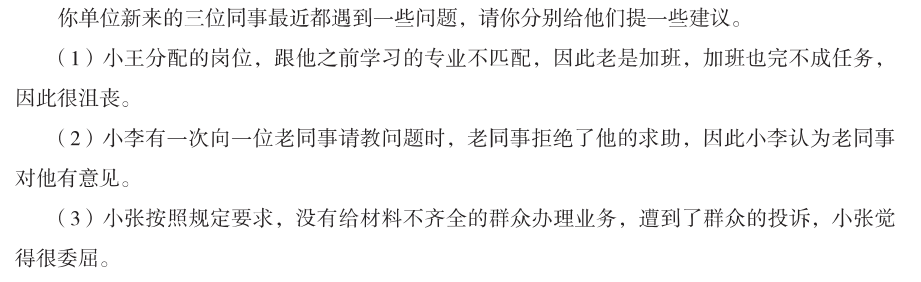 你单位新来的三位同事最近都遇到一些问题，请你分别给他们提一些建议。
（1）小王分配的岗位，跟他之前学习的专业不匹配，因此老是加班，加班也完不成任务，
因此很沮丧。
（2）小李有一次向一位老同事请教问题时，老同事拒绝了他的求助，因此小李认为老同事
对他有意见。
（3）小张按照规定要求，没有给材料不齐全的群众办理业务，遭到了群众的投诉，小张觉
得很委屈。